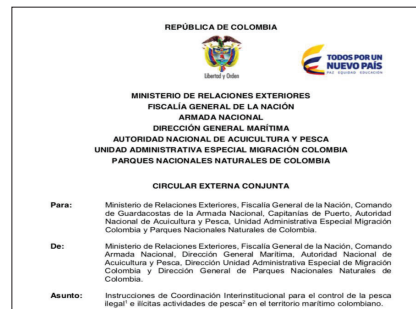 REPÚBLICA DE COLOMBIA
Libertad y Orden
TODOS POR UN
NUEVO PAÍS
PAZ EQUIDAD EDUCACIÓN
MINISTERIO DE RELACIONES EXTERIORES
FISCALÍA GENERAL DE LA NACIÓN
ARMADA NACIONAL
DIRECCIÓN GENERAL MARÍTIMA
AUTORIDAD NACIONAL DE ACUICULTURA Y PESCA
UNIDAD ADMINISTRATIVA ESPECIAL MIGRACIÓN COLOMBIA
PARQUES NACIONALES NATURALES DE COLOMBIA
CIRCULAR EXTERNA CONJUNTA
Para: Ministerio de Relaciones Exteriores, Fiscalía General de la Nación, Comando
de Guardacostas de la Armada Nacional, Capitanías de Puerto, Autoridad
Nacional de Acuicultura y Pesca, Unidad Administrativa Especial Migración
Colombia y Parques Nacionales Naturales de Colombia.
De: Ministerio de Relaciones Exteriores, Fiscalía General de la Nación, Comando
Armada Nacional, Dirección General Marítima, Autoridad Nacional de
Acuicultura y Pesca, Dirección Unidad Administrativa Especial de Migración
Colombia y Dirección General de Parques Nacionales Naturales de
Colombia.
Asunto: Instrucciones de Coordinación Interinstitucional para el control de la pesca
ilegal¹ e ilícitas actividades de pesca² en el territorio marítimo colombiano.